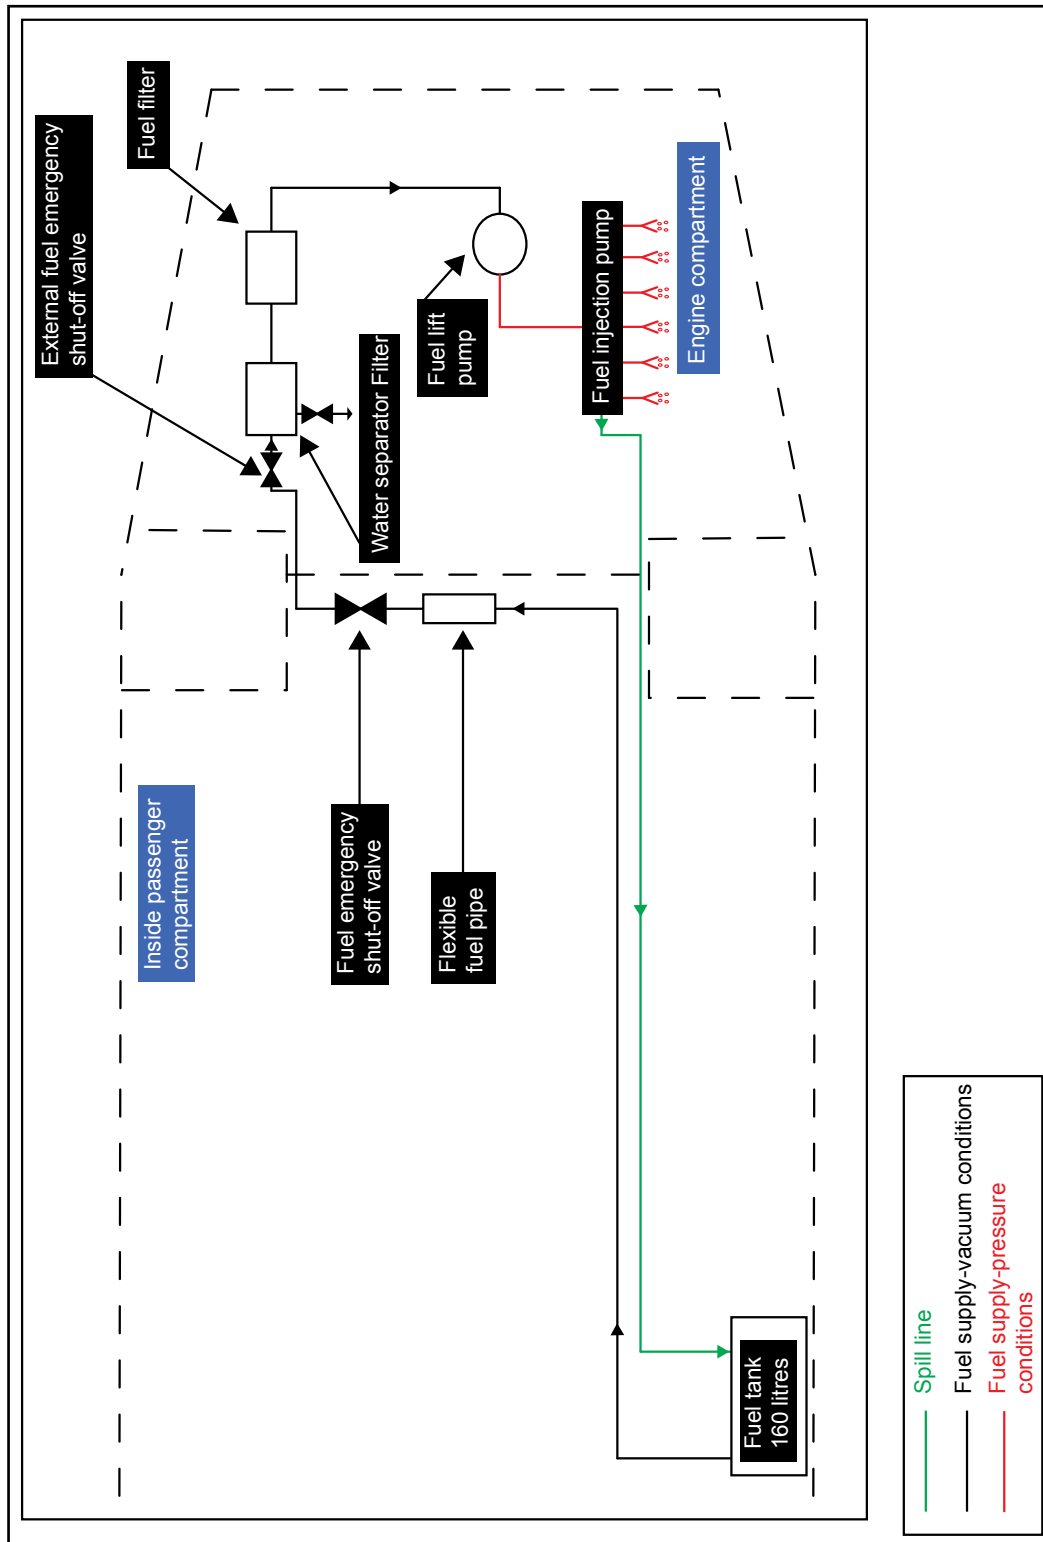 External fuel emergency
shut-off valve
Fuel filter
Water separator Filter
Fuel lift
pump
Fuel injection pump
Engine compartment
Inside passenger
compartment
Fuel emergency
shut-off valve
Flexible
fuel pipe
Fuel tank
160 litres
Spill line
Fuel supply-vacuum conditions
Fuel supply-pressure
conditions